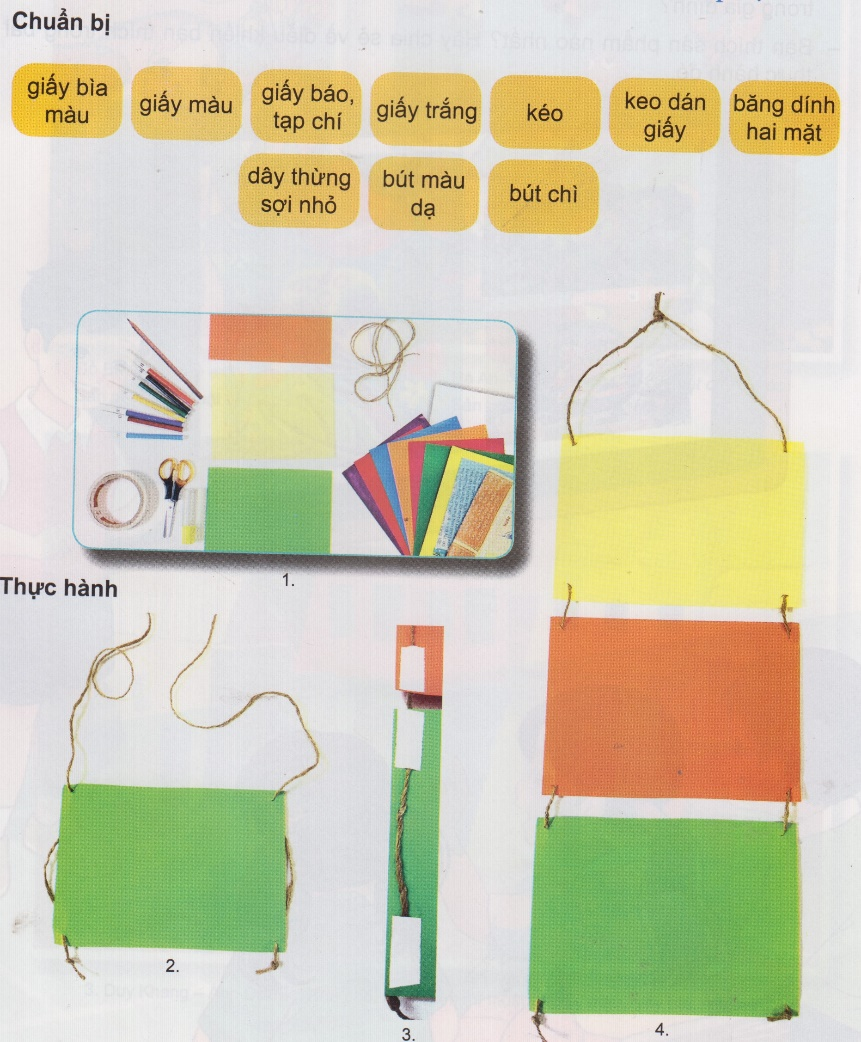 Chuẩn bị
giấy bìa
màu
giấy màu
giấy báo,
tạp chí
giấy trắng
kéo
keo dán
giấy
băng dính
hai mặt
dây thừng
sợi nhỏ
bút màu
dạ
bút chì
1.
Thực hành
2.
3.
4.